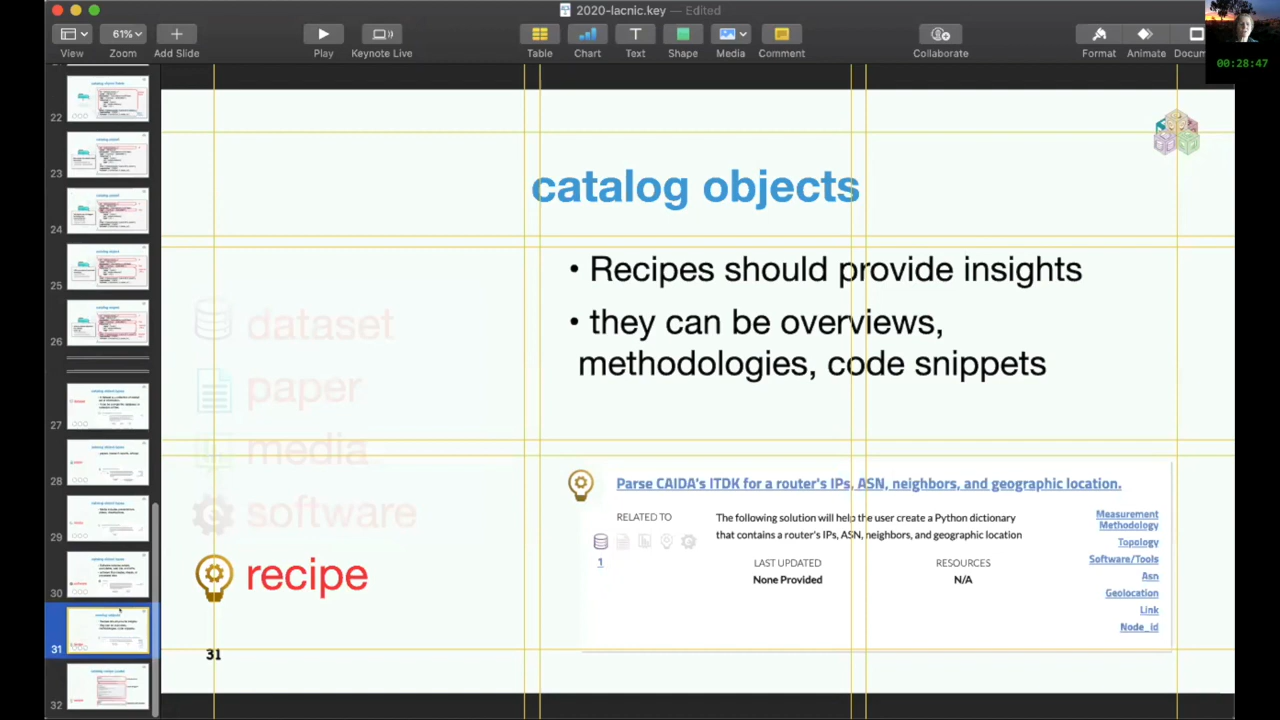 2020-lacnic.key — Edited
61%
View
Zoom
Add Slide
Play
Keynote Live
Table
Chart
Text
Shape
Media
Comment
Collaborate
Format
Animate
Docum
00:28:47
22
23
24
25
26
27
28
29
30
31
32
catalog objects
• Recipes should provide insights
• they can be overviews,
methodologies, code snippets
dataset
paper
media
software
recipe
Parse CAIDA's ITDK for a router's IPs, ASN, neighbors, and geographic location.
RELATED TO
1
The following solution will help the user create a Python dictionary
that contains a router's IPs, ASN, neighbors, and geographic location
LAST UPDATED
None Provided
RESOURCES
N/A
Measurement
Methodology
Topology
Software/Tools
Asn
Geolocation
Link
Node_id
31